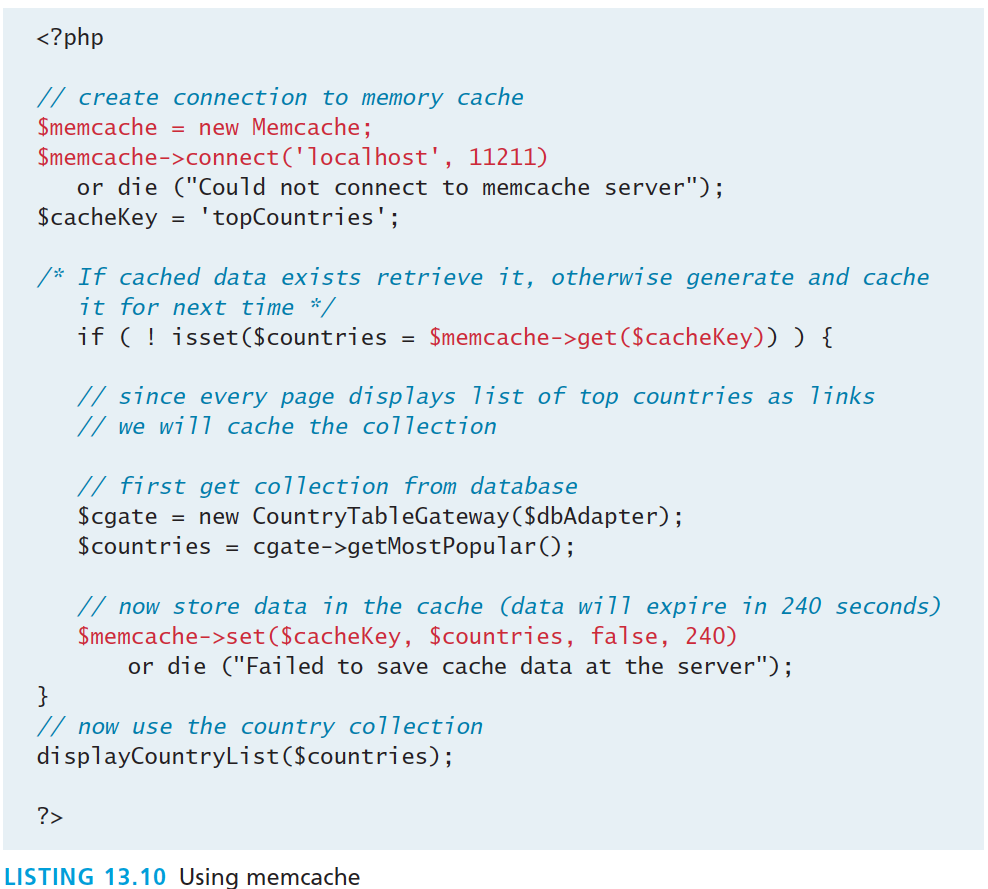 <?php
// create connection to memory cache
$memcache = new Memcache;
$memcache->connect('localhost', 11211)
or die ("Could not connect to memcache server");
$cacheKey = 'topCountries';
/* If cached data exists retrieve it, otherwise generate and cache
it for next time */
if ( ! isset($countries = $memcache->get($cacheKey)) ) {
// since every page displays list of top countries as links
// we will cache the collection
// first get collection from database
$cgate = new CountryTableGateway($dbAdapter);
$countries = cgate->getMostPopular();
// now store data in the cache (data will expire in 240 seconds)
$memcache->set($cacheKey, $countries, false, 240)
or die ("Failed to save cache data at the server");
}
// now use the country collection
displayCountryList($countries);
?>
LISTING 13.10 Using memcache